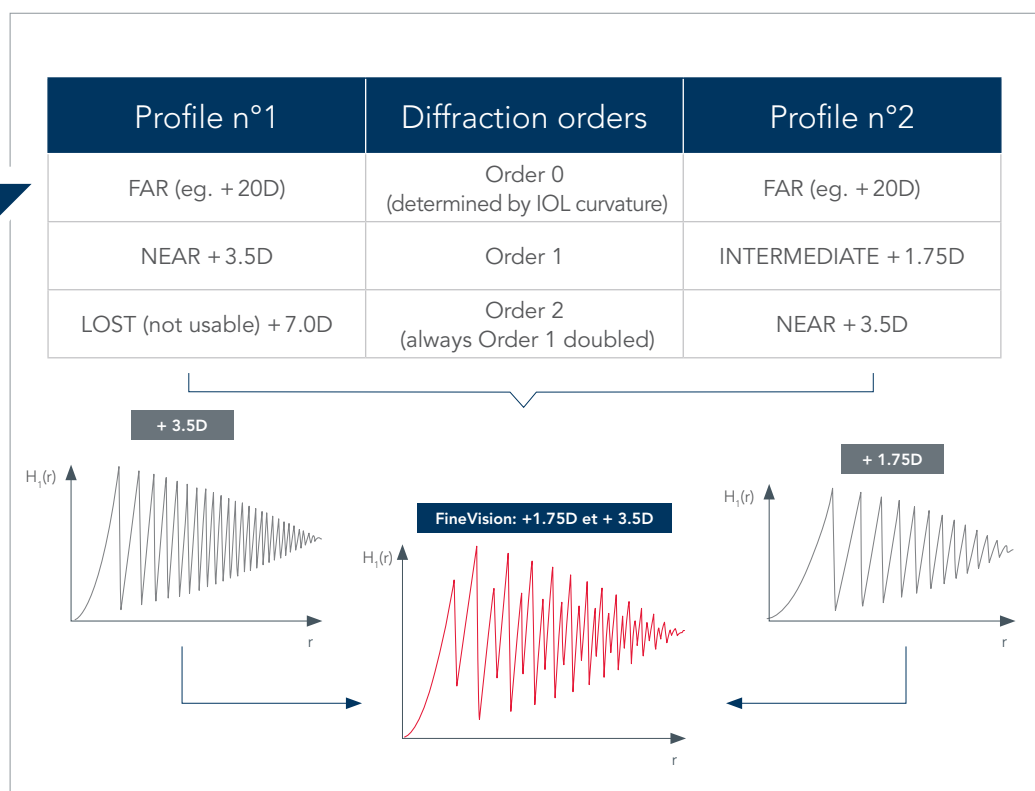 Profile n°1
Diffraction orders
Profile n°2
FAR (eg. +20D)
Order 0
(determined by IOL curvature)
FAR (eg. +20D)
NEAR +3.5D
Order 1
INTERMEDIATE +1.75D
LOST (not usable) +7.0D
Order 2
(always Order 1 doubled)
NEAR +3.5D
+ 3.5D
H₁(r)
r
FineVision: +1.75D et + 3.5D
H₁(r)
r
+ 1.75D
H₁(r)
r